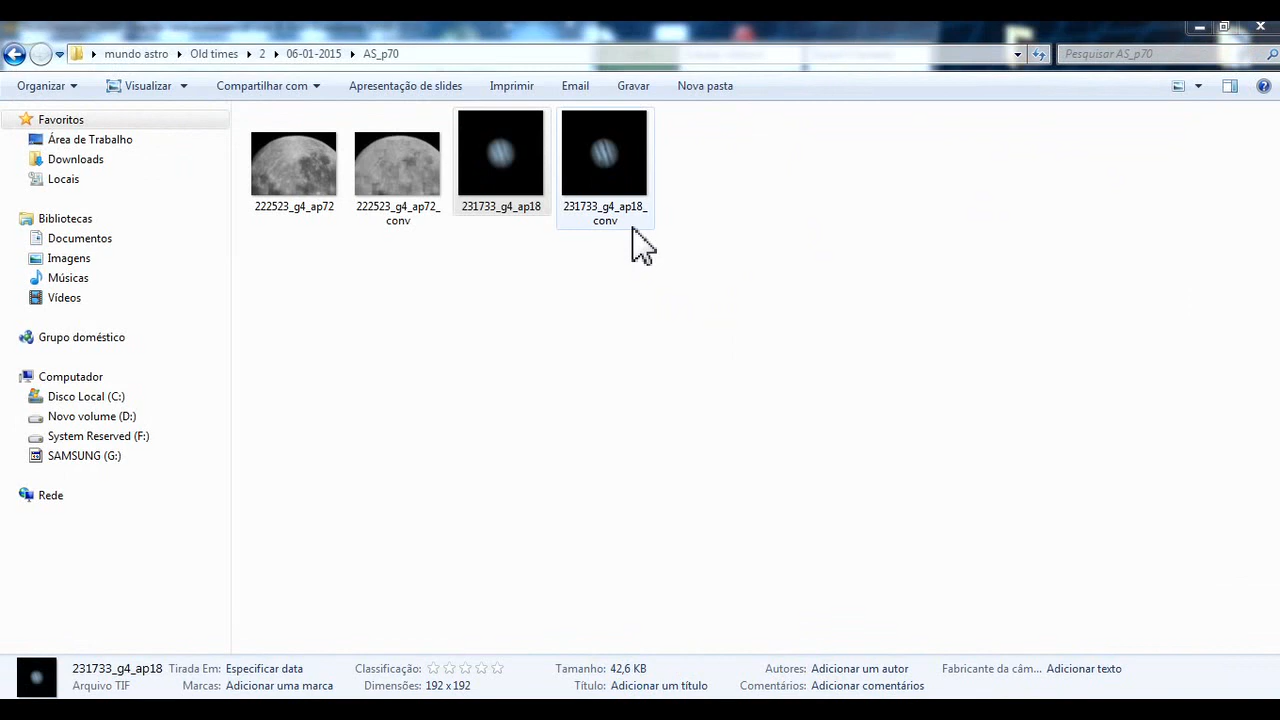 mundo astro Old times 2 06-01-2015 AS_p70 Pesquisar AS_p70
Organizar Visualizar Compartilhar com Apresentação de slides Imprimir Email Gravar Nova pasta
Favoritos
Área de Trabalho
Downloads
Locais
Bibliotecas
Documentos
Imagens
Músicas
Vídeos
Grupo doméstico
Computador
Disco Local (C:)
Novo volume (D:)
System Reserved (F:)
SAMSUNG (G:)
Rede
222523_g4_ap72
222523_g4_ap72_
conv
231733_g4_ap18
231733_g4_ap18_
conv
231733_g4_ap18 Tirada Em: Especificar data Classificação: Tamanho: 42,6 KB Autores: Adicionar um autor Fabricante da câm... Adicionar texto
Arquivo TIF Marcas: Adicionar uma marca Dimensões: 192 x 192 Título: Adicionar um título Comentários: Adicionar comentários